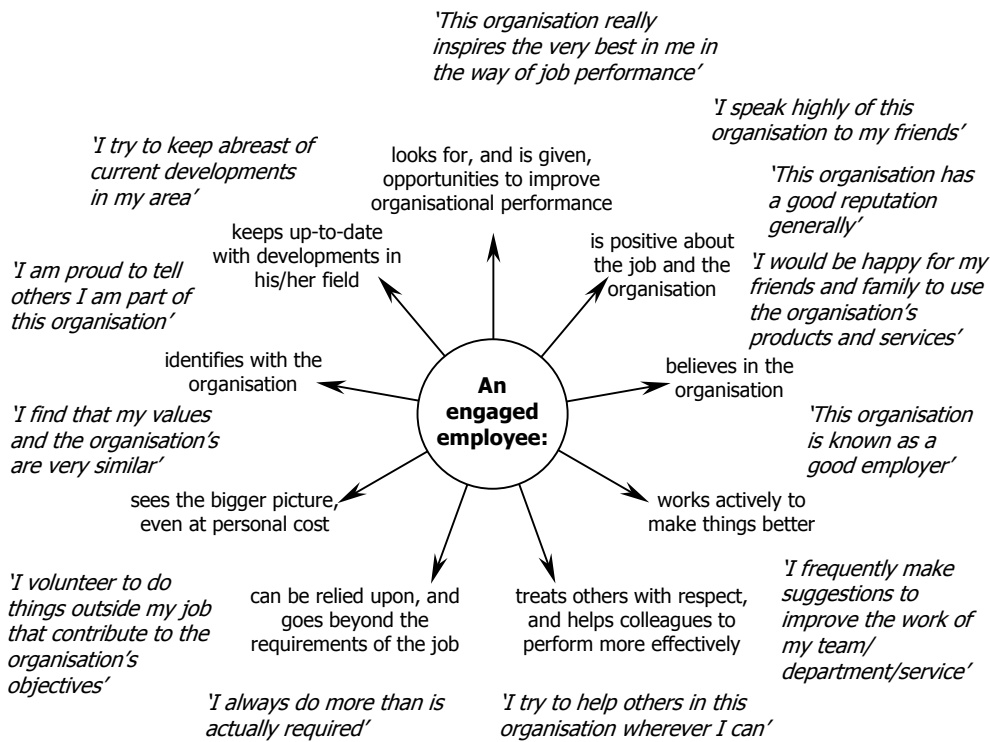 ‘This organisation really
inspires the very best in me in
the way of job performance’
‘I speak highly of this
organisation to my friends’
‘I try to keep abreast of
current developments
in my area’
looks for, and is given,
opportunities to improve
organisational performance
‘This organisation has
a good reputation
generally’
keeps up-to-date
with developments in
his/her field
is positive about
the job and the
organisation
‘I would be happy for my
friends and family to use
the organisation’s
products and services’
‘I am proud to tell
others I am part of
this organisation’
identifies with the
organisation
believes in the
organisation
An
engaged
employee:
‘I find that my values
and the organisation’s
are very similar’
‘This organisation
is known as a
good employer’
sees the bigger picture,
even at personal cost
works actively to
make things better
‘I volunteer to do
things outside my job
that contribute to the
organisation’s
objectives’
can be relied upon, and
goes beyond the
requirements of the job
treats others with respect,
and helps colleagues to
perform more effectively
‘I frequently make
suggestions to
improve the work of
my team/
department/service’
‘I always do more than is
actually required’
‘I try to help others in this
organisation wherever I can’